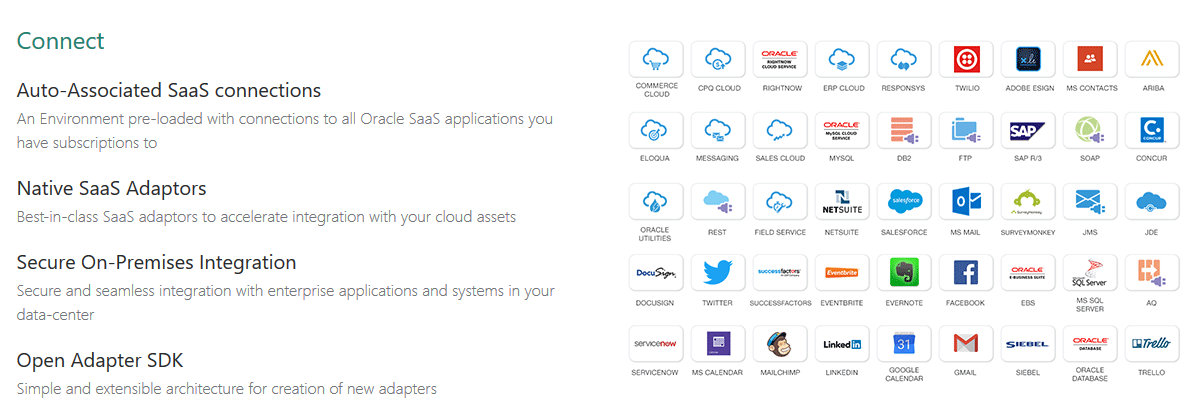 Connect
Auto-Associated SaaS connections
An Environment pre-loaded with connections to all Oracle SaaS applications you
have subscriptions to
Native SaaS Adaptors
Best-in-class SaaS adaptors to accelerate integration with your cloud assets
Secure On-Premises Integration
Secure and seamless integration with enterprise applications and systems in your
data-center
Open Adapter SDK
Simple and extensible architecture for creation of new adapters
ORACLE
RIGHTNOW
CLOUD SERVICE
COMMERCE
CLOUD
CPQ CLOUD
RIGHTNOW
ERP CLOUD
RESPONSYS
TWILIO
ADOBE ESIGN
MS CONTACTS
ARIBA
ORACLE
MySQL CLOUD
SERVICE
SAP
CONCUR
ELOQUA
MESSAGING
SALES CLOUD
MYSQL
DB2
FTP
SAP R/3
SOAP
CONCUR
NETSUITE
salesforce
SurveyMonkey
ORACLE
UTILITIES
REST
FIELD SERVICE
NETSUITE
SALESFORCE
MS MAIL
SURVEYMONKEY
JMS
JDE
DocuSign
successfactors
Eventbrite
ORACLE
E-BUSINESS SUITE
SQL Server
DOCUSIGN
TWITTER
SUCCESSFACTORS
EVENTBRITE
EVERNOTE
FACEBOOK
EBS
MS SQL
SERVER
AQ
servicenow
LinkedIn
31
SIEBEL
ORACLE
DATABASE
Trello
SERVICENOW
MS CALENDAR
MAILCHIMP
LINKEDIN
GOOGLE
CALENDAR
GMAIL
SIEBEL
ORACLE
DATABASE
TRELLO